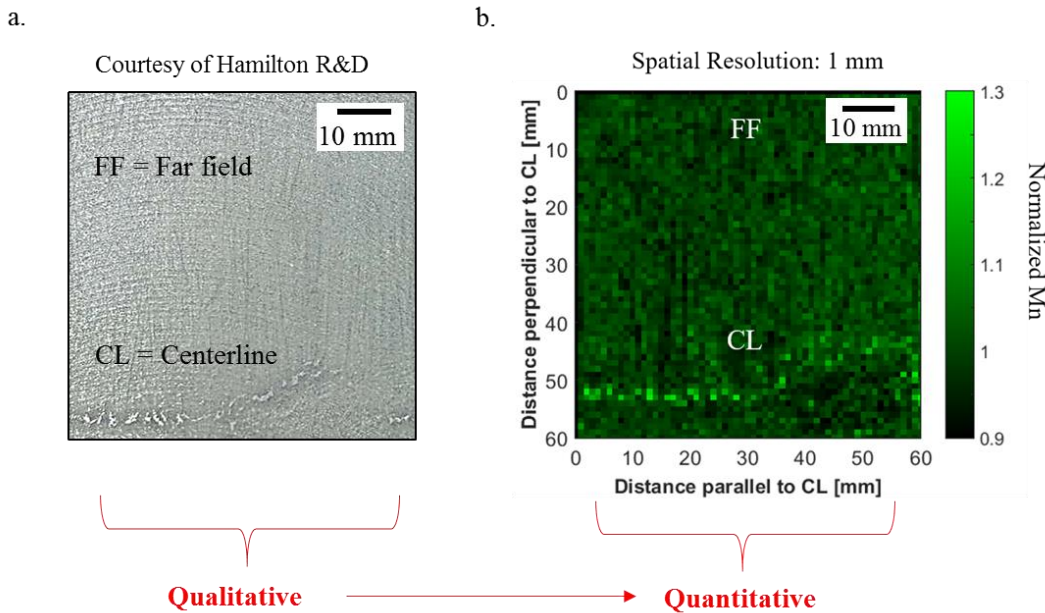 a.
Courtesy of Hamilton R&D
10 mm
FF = Far field
CL = Centerline
b.
Spatial Resolution: 1 mm
FF
10 mm
CL
0
10
20
30
40
50
60
Distance perpendicular to CL [mm]
0 10 20 30 40 50 60
Distance parallel to CL [mm]
1.3
1.2
1.1
1
0.9
Normalized Mn
Qualitative
Quantitative